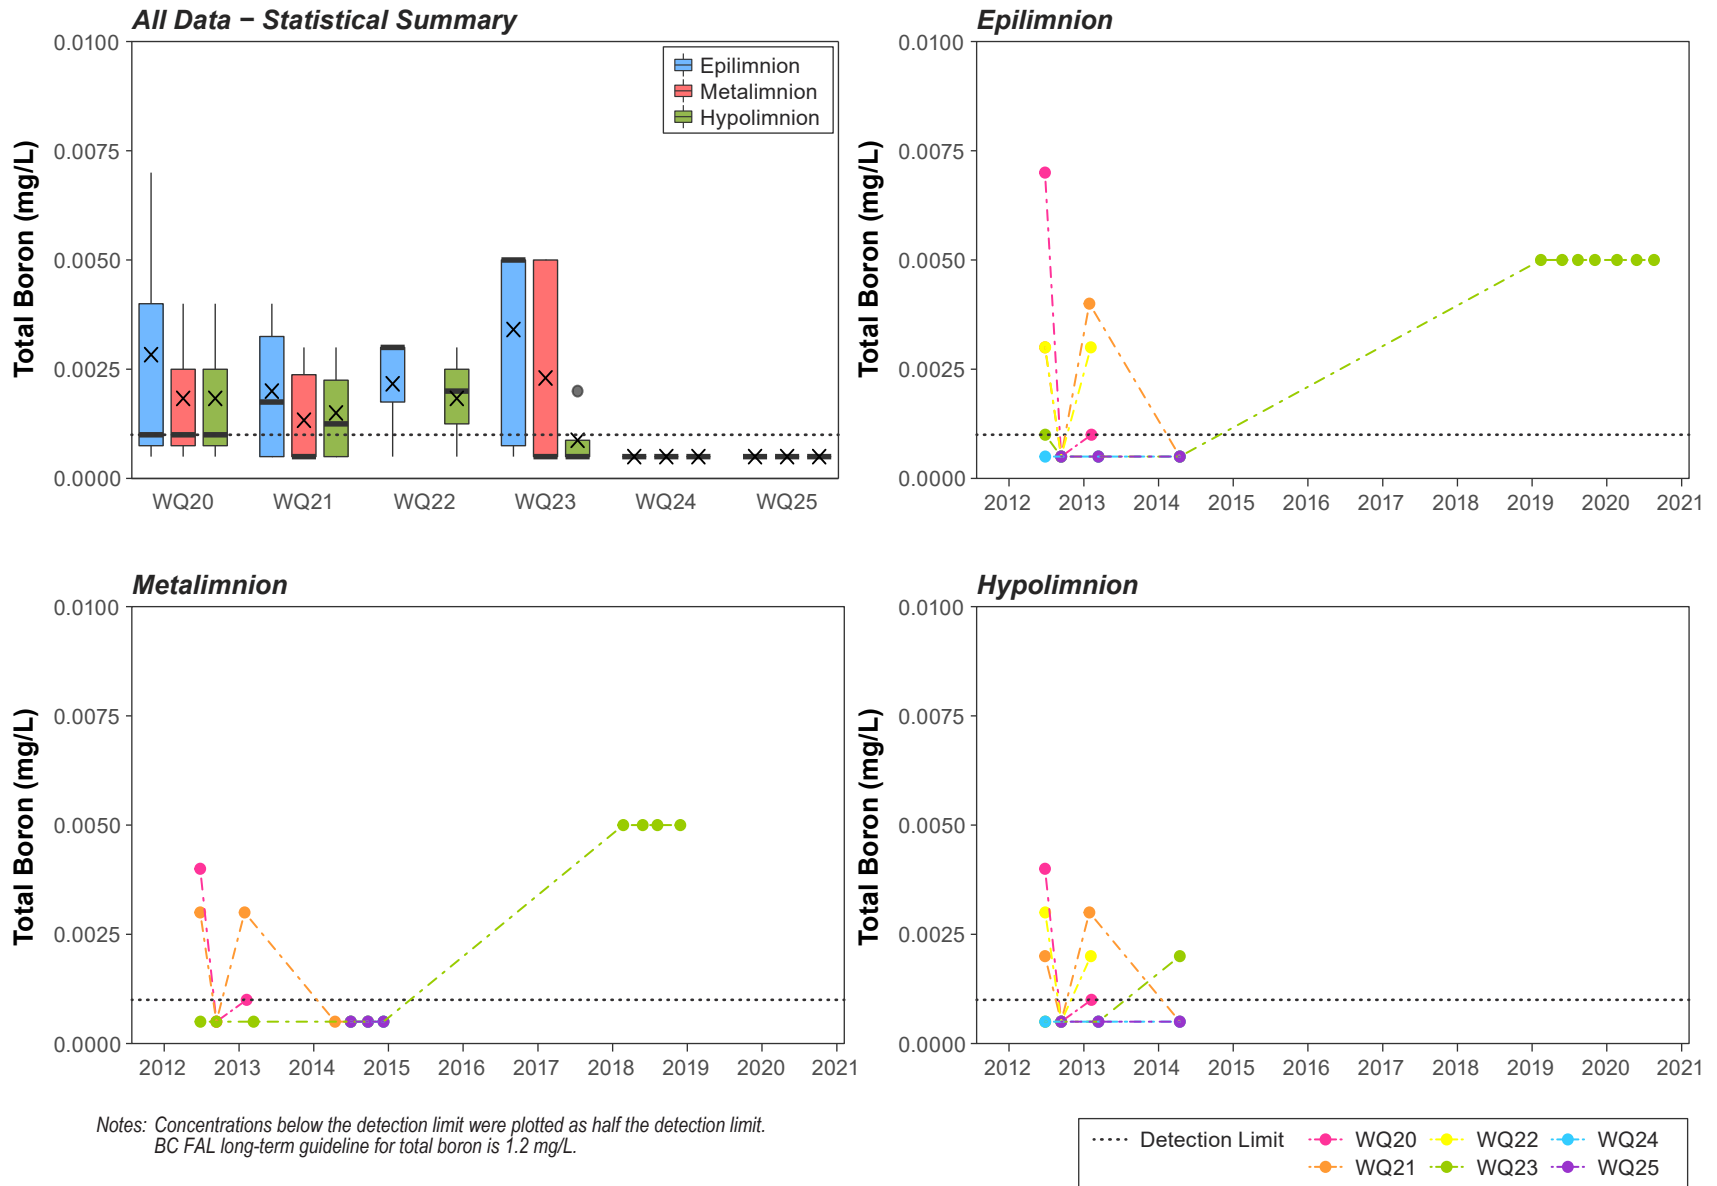 All Data − Statistical Summary
Total Boron (mg/L)
0.0100
0.0075
0.0050
0.0025
0.0000
WQ20 WQ21 WQ22 WQ23 WQ24 WQ25
Epilimnion
Metalimnion
Hypolimnion
Epilimnion
Total Boron (mg/L)
0.0100
0.0075
0.0050
0.0025
0.0000
2012 2013 2014 2015 2016 2017 2018 2019 2020 2021
Metalimnion
Total Boron (mg/L)
0.0100
0.0075
0.0050
0.0025
0.0000
2012 2013 2014 2015 2016 2017 2018 2019 2020 2021
Hypolimnion
Total Boron (mg/L)
0.0100
0.0075
0.0050
0.0025
0.0000
2012 2013 2014 2015 2016 2017 2018 2019 2020 2021
Notes: Concentrations below the detection limit were plotted as half the detection limit.
BC FAL long-term guideline for total boron is 1.2 mg/L.
Detection Limit WQ20 WQ22 WQ24
WQ21 WQ23 WQ25